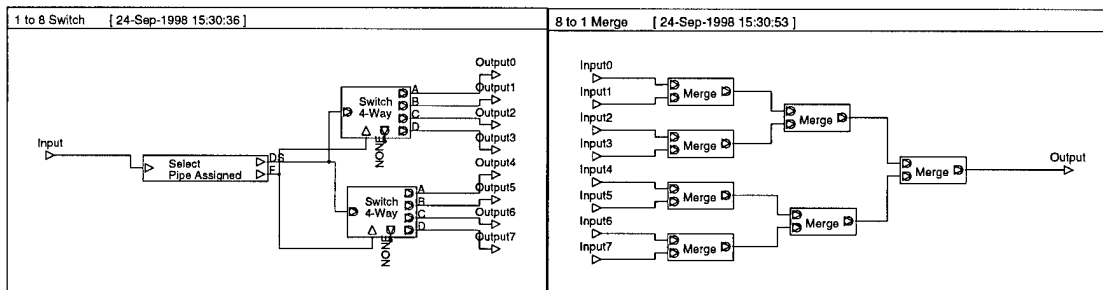 1 to 8 Switch [ 24-Sep-1998 15:30:36 ]
Output0
A
Output1
Switch
4-Way
B
C
Output2
D
Output3
NONE
Input
Select
Pipe Assigned
D.S
F
Output4
A
Output5
Switch
4-Way
B
C
Output6
D
Output7
NONE
8 to 1 Merge [ 24-Sep-1998 15:30:53 ]
Input0
Input1
Merge
Merge
Input2
Input3
Merge
Merge
Output
Input4
Input5
Merge
Merge
Input6
Input7
Merge